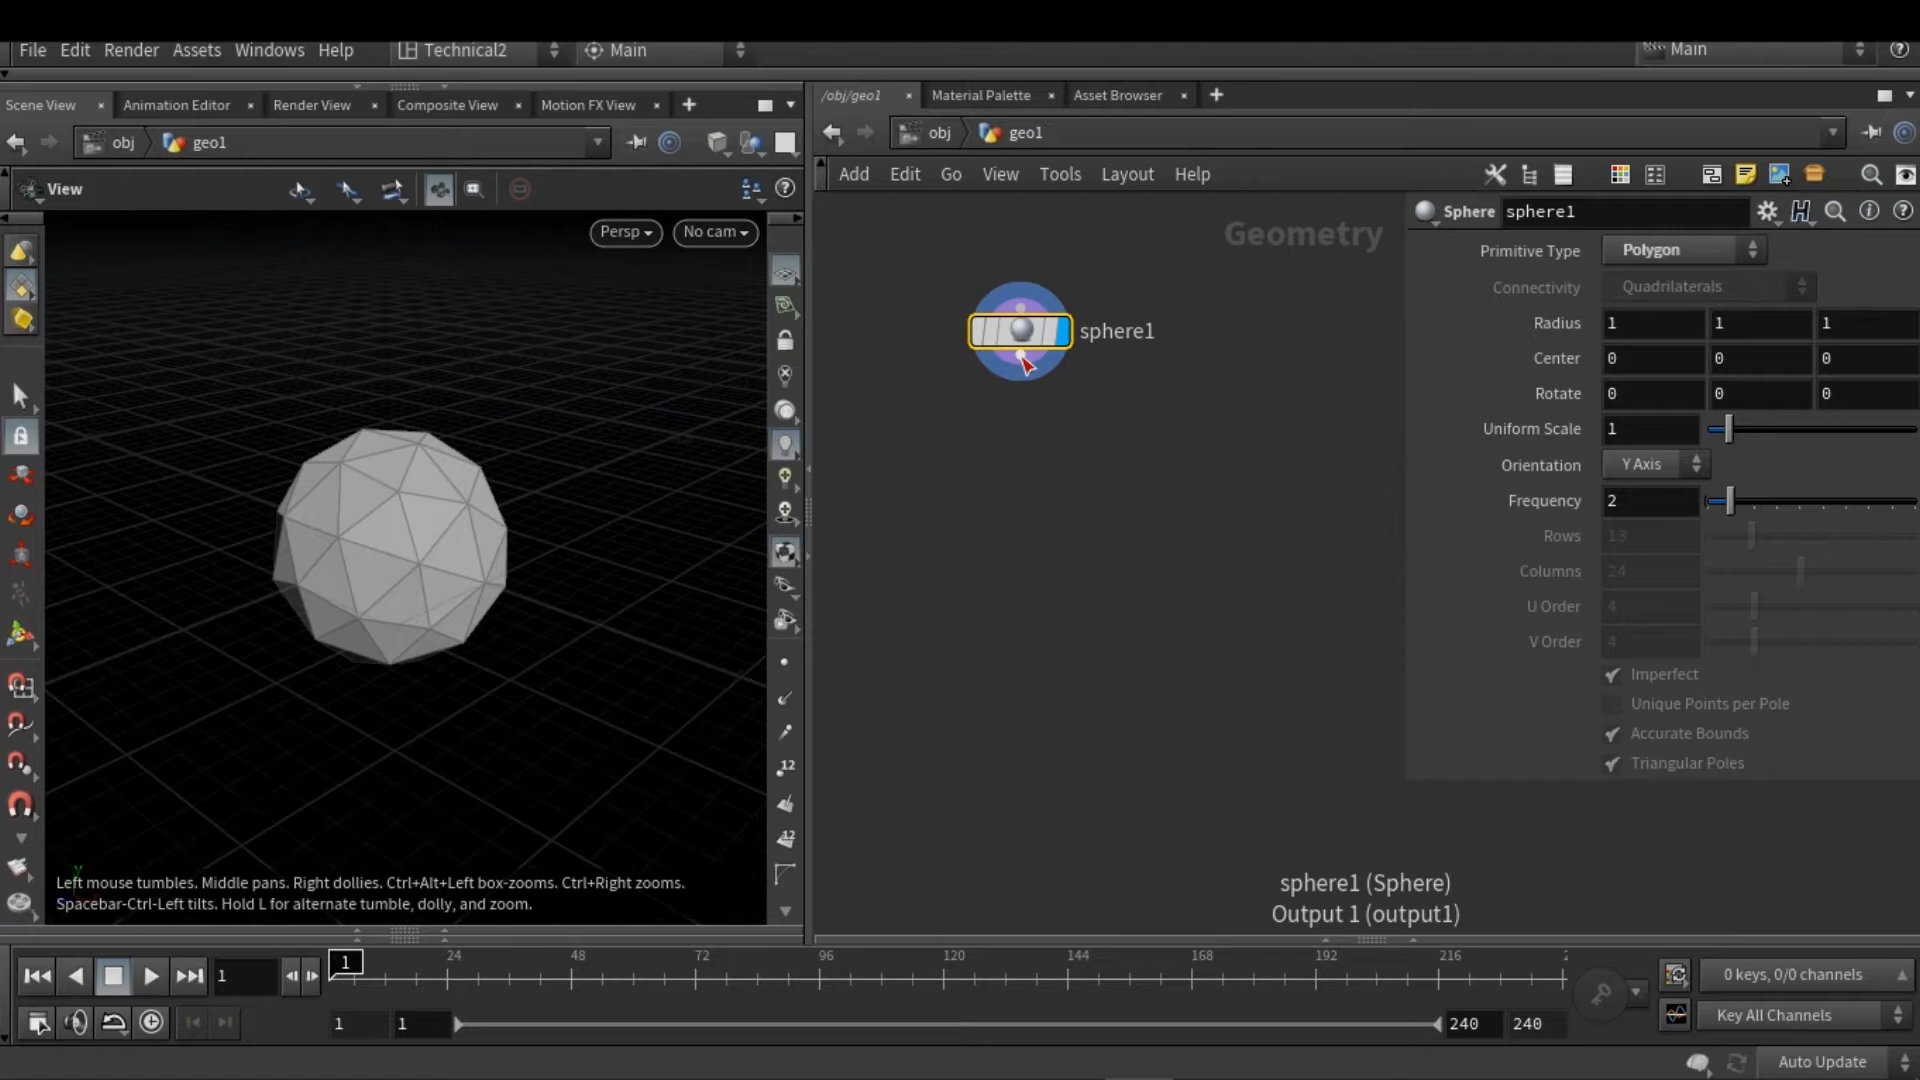 File Edit Render Assets Windows Help Technical2 Main Main
Scene View Animation Editor Render View Composite View Motion FX View
/obj/geo1 Material Palette Asset Browser
obj geo1
obj geo1
View
Add Edit Go View Tools Layout Help
Persp No cam
Geometry
Sphere sphere1
Primitive Type Polygon
Connectivity Quadrilaterals
Radius 1 1 1
Center 0 0 0
Rotate 0 0 0
Uniform Scale 1
Orientation Y Axis
Frequency 2
Rows 13
Columns 24
U Order 4
V Order 4
Imperfect
Unique Points per Pole
Accurate Bounds
Triangular Poles
sphere1
12
12
y
Left mouse tumbles. Middle pans. Right dollies. Ctrl+Alt+Left box-zooms. Ctrl+Right zooms.
Spacebar-Ctrl-Left tilts. Hold L for alternate tumble, dolly, and zoom.
sphere1 (Sphere)
Output 1 (output1)
1 1 24 48 72 96 120 144 168 192 216 2
0 keys, 0/0 channels
1 1 240 240
Key All Channels
Auto Update